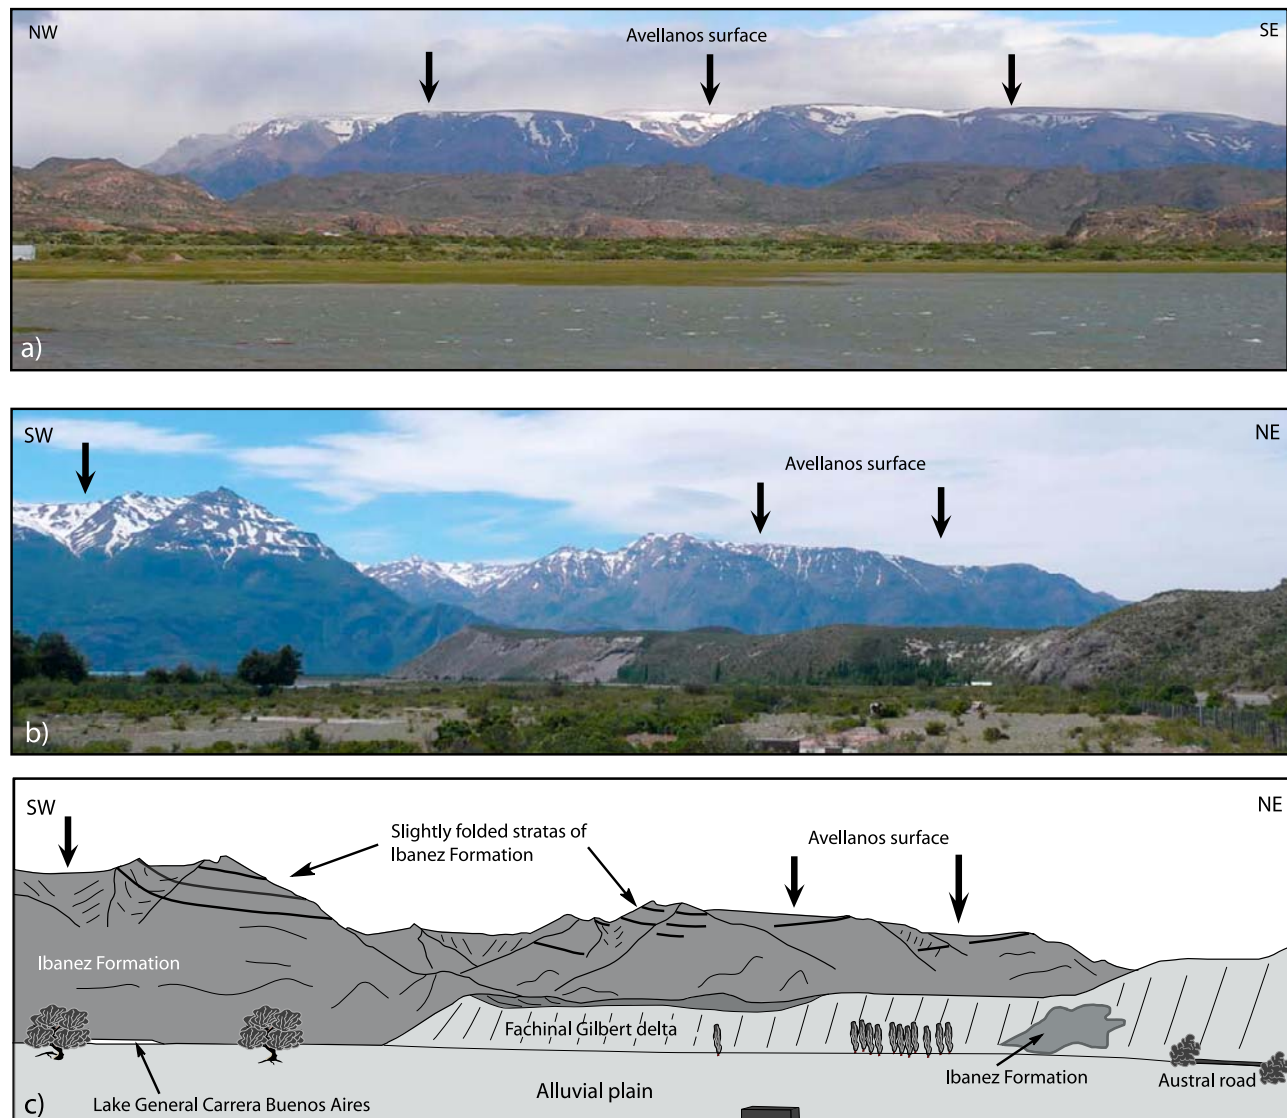 NW
Avellanos surface
SE
a)
SW
NE
Avellanos surface
b)
SW
NE
Slightly folded stratas of
Ibanez Formation
Avellanos surface
Ibanez Formation
Fachinal Gilbert delta
Ibanez Formation
Austral road
Alluvial plain
Lake General Carrera Buenos Aires
c)